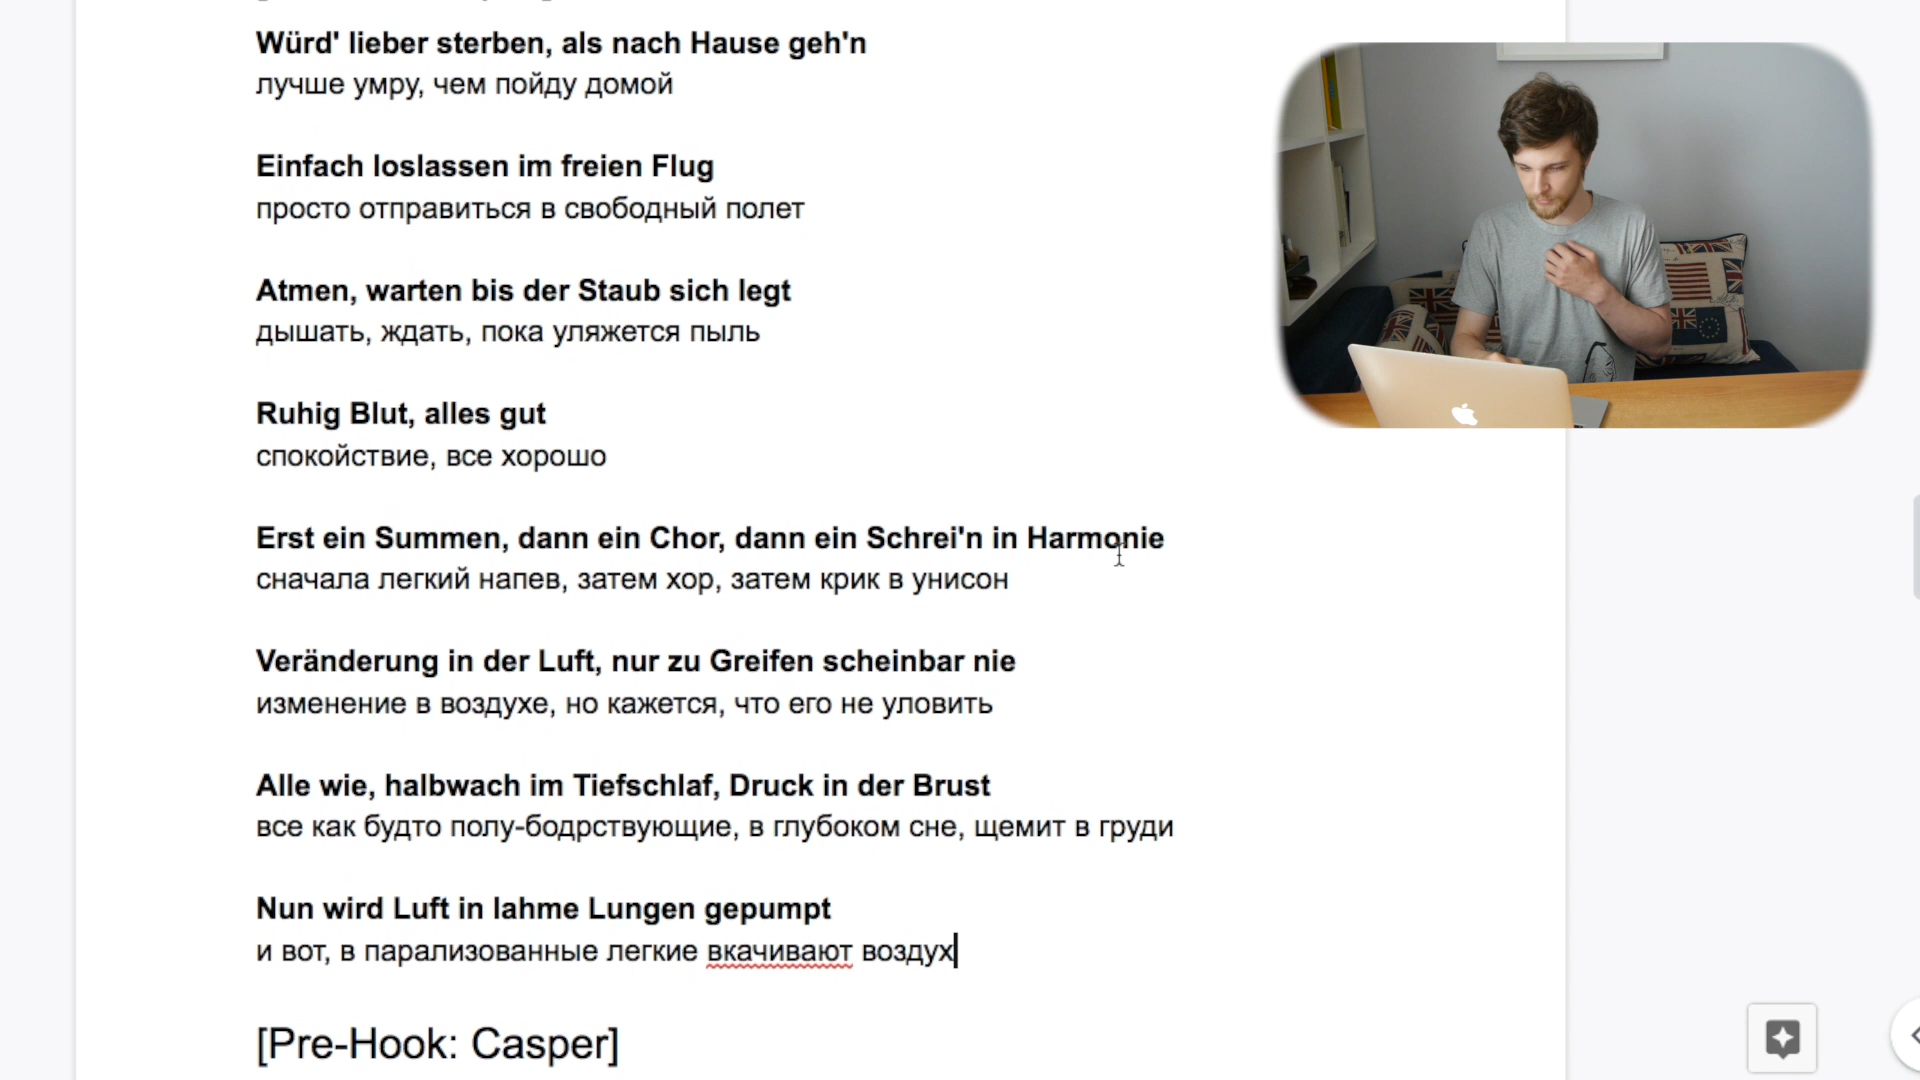 Würd' lieber sterben, als nach Hause geh'n
лучше умру, чем пойду домой
Einfach loslassen im freien Flug
просто отправиться в свободный полет
Atmen, warten bis der Staub sich legt
дышать, ждать, пока уляжется пыль
Ruhig Blut, alles gut
спокойствие, все хорошо
Erst ein Summen, dann ein Chor, dann ein Schrei'n in Harmonie
сначала легкий напев, затем хор, затем крик в унисон
Veränderung in der Luft, nur zu Greifen scheinbar nie
изменение в воздухе, но кажется, что его не уловить
Alle wie, halbwach im Tiefschlaf, Druck in der Brust
все как будто полу-бодрствующие, в глубоком сне, щемит в груди
Nun wird Luft in lahme Lungen gepumpt
и вот, в парализованные легкие вкачивают воздух
[Pre-Hook: Casper]